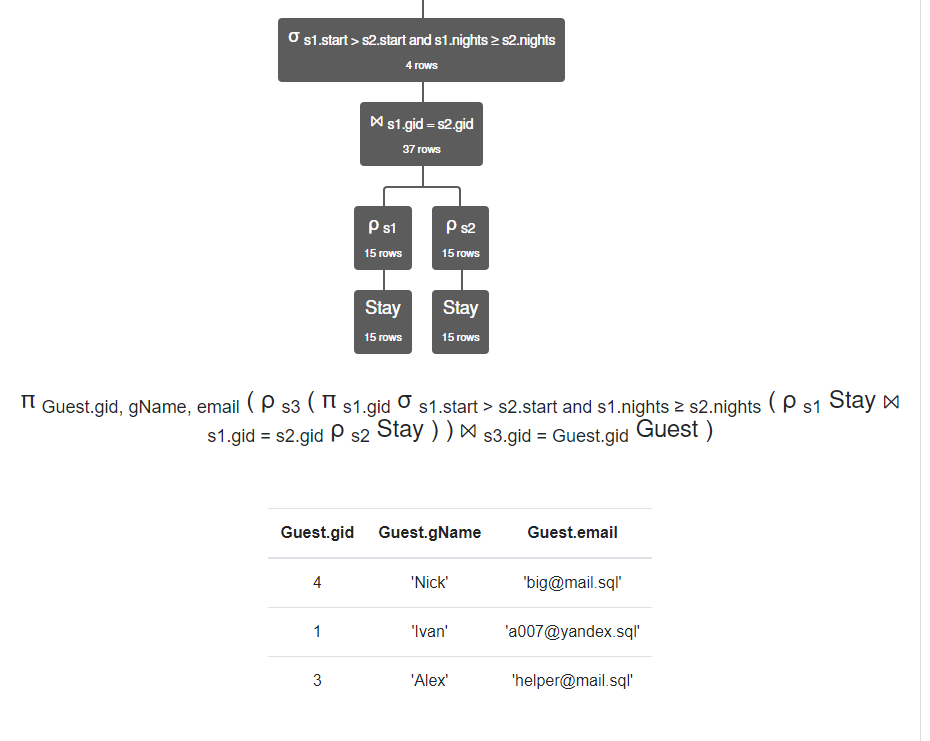 σ s1.start > s2.start and s1.nights ≥ s2.nights
4 rows
⋈ s1.gid = s2.gid
37 rows
ρ s1
15 rows
ρ s2
15 rows
Stay
15 rows
Stay
15 rows
π Guest.gid, gName, email ( ρ s3 ( π s1.gid σ s1.start > s2.start and s1.nights ≥ s2.nights ( ρ s1 Stay ⋈
s1.gid = s2.gid ρ s2 Stay ) ) ⋈ s3.gid = Guest.gid Guest )
Guest.gid Guest.gName Guest.email
4 'Nick' 'big@mail.sql'
1 'Ivan' 'a007@yandex.sql'
3 'Alex' 'helper@mail.sql'